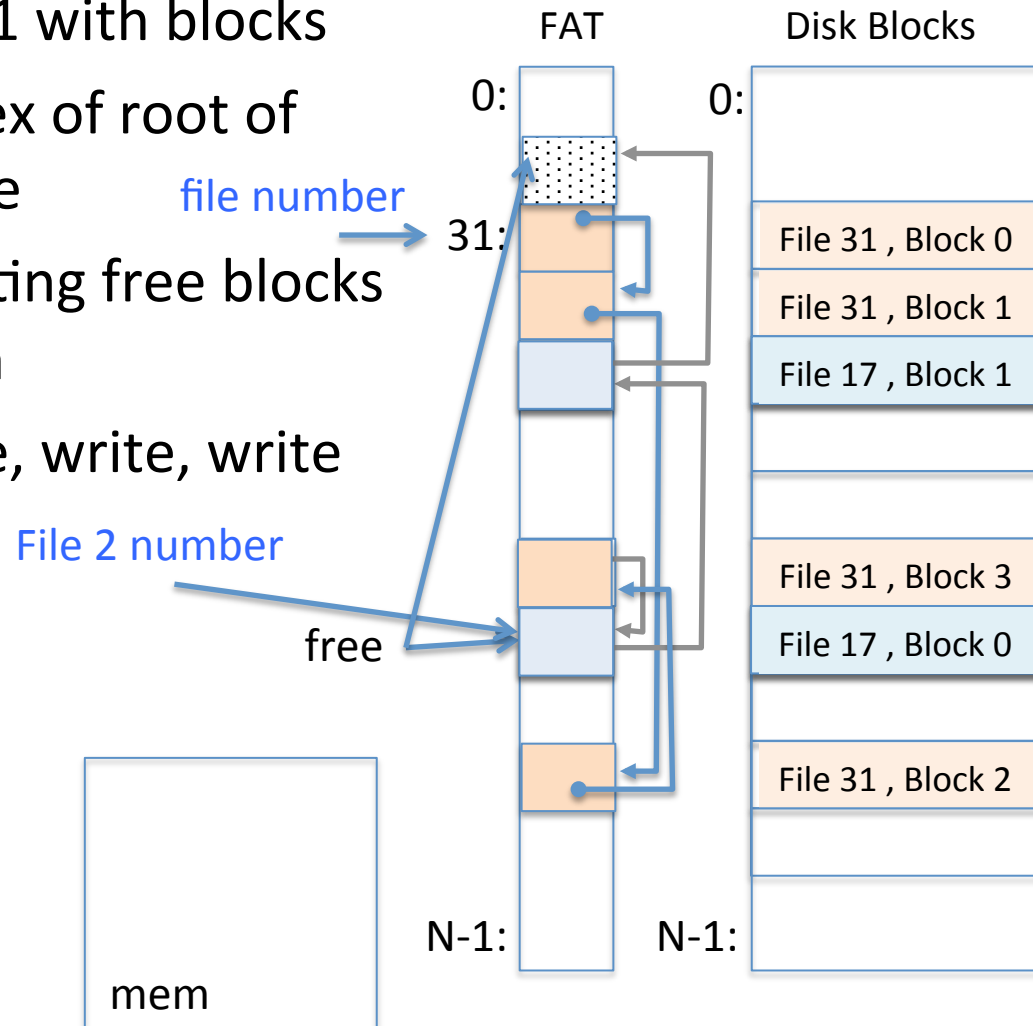 1 with blocks
ex of root of
e
ting free blocks
e, write, write
file number
File 2 number
free
mem
FAT
0:
31:
N-1:
Disk Blocks
0:
File 31 , Block 0
File 31 , Block 1
File 17 , Block 1
File 31 , Block 3
File 17 , Block 0
File 31 , Block 2
N-1: